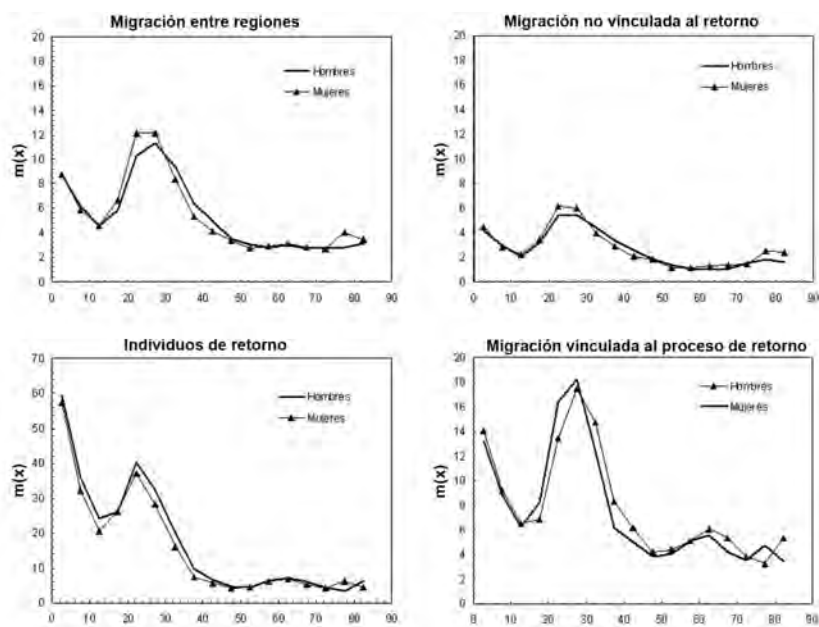 Migración entre regiones
20
18
16
14
12
10
8
6
4
2
0
m(x)
Hombres
Mujeres
0 10 20 30 40 50 60 70 80 90
Migración no vinculada al retorno
20
18
16
14
12
10
8
6
4
2
0
m(x)
Hombres
Mujeres
0 10 20 30 40 50 60 70 80 90
Individuos de retorno
70
60
50
40
30
20
10
0
m(x)
Hombres
Mujeres
0 10 20 30 40 50 60 70 80 90
Migración vinculada al proceso de retorno
20
18
16
14
12
10
8
6
4
2
0
m(x)
Hombres
Mujeres
0 10 20 30 40 50 60 70 80 90